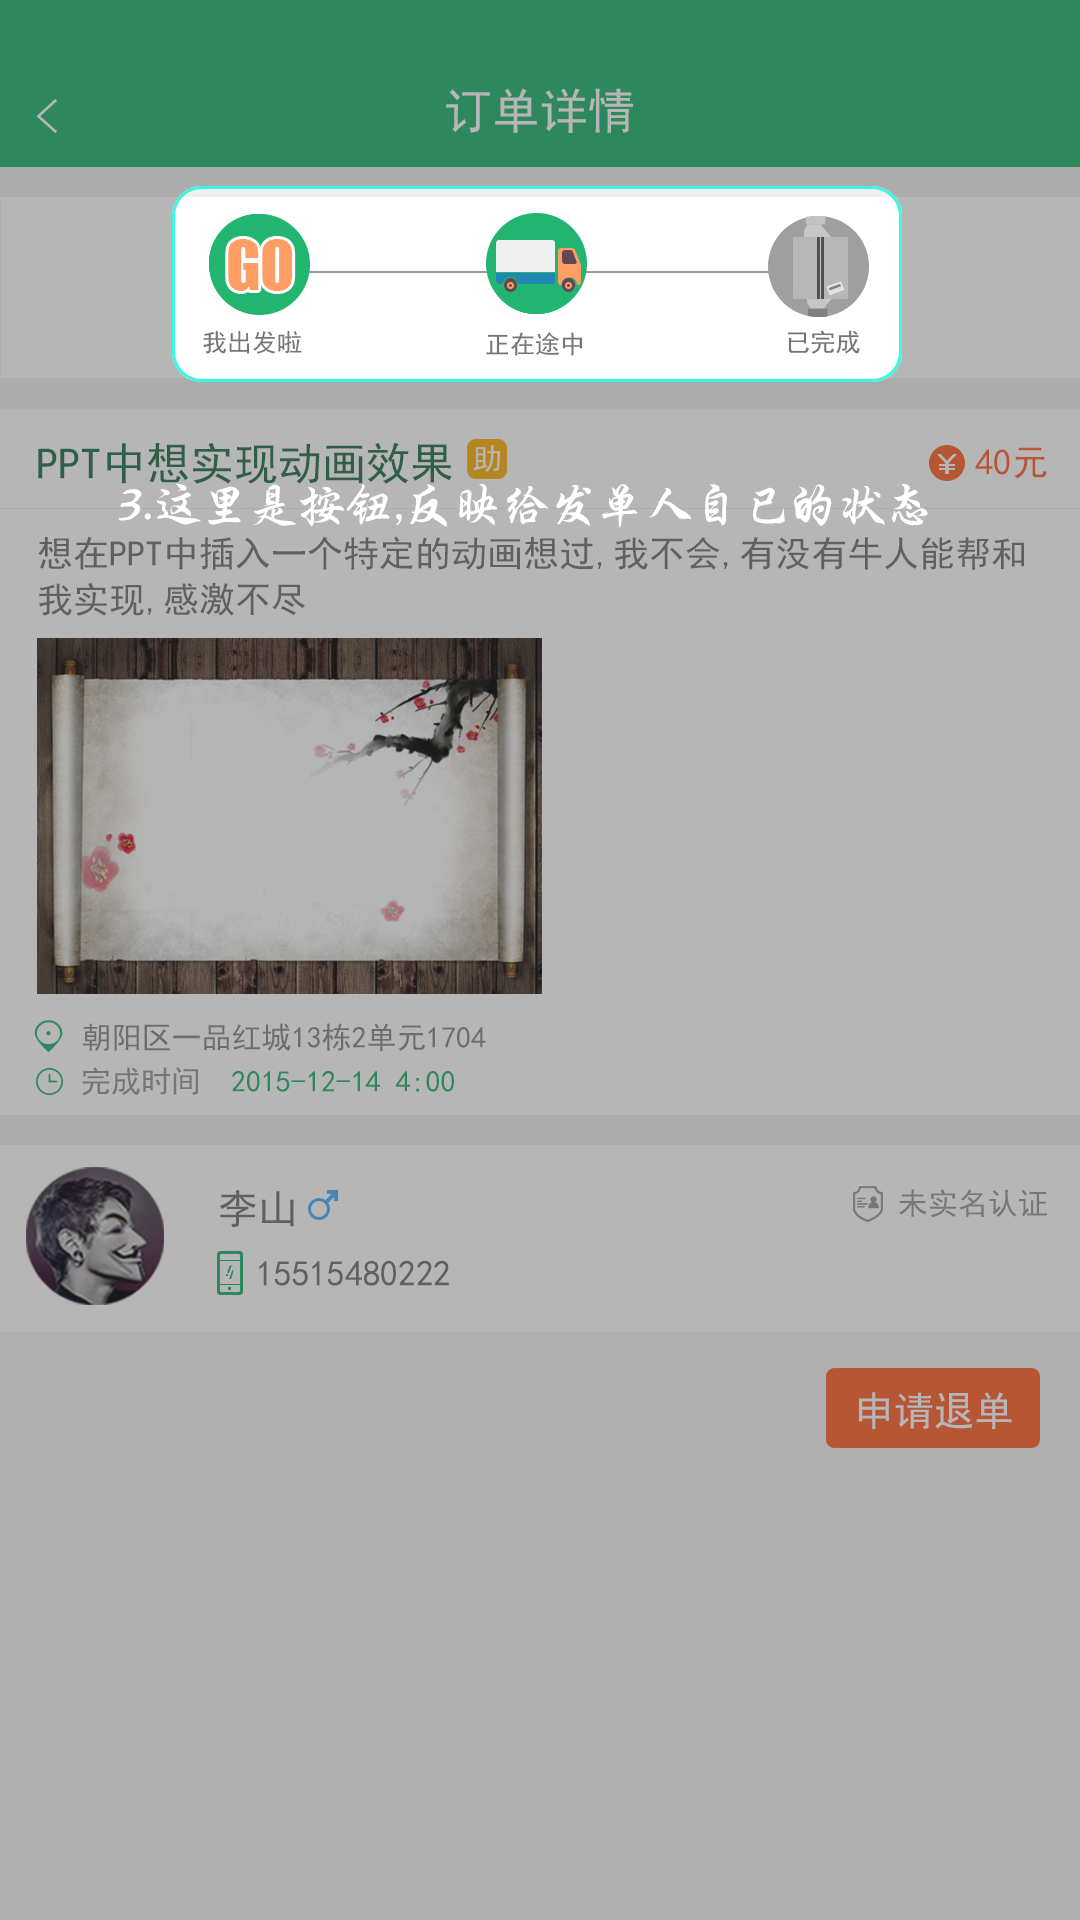 订单详情
GO
我出发啦
正在途中
已完成
PPT中想实现动画效果 助 ¥ 40元
3.这里是按钮,反映给发单人自己的状态
想在PPT中插入一个特定的动画想过,我不会,有没有牛人能帮和
我实现,感激不尽
朝阳区一品红城13栋2单元1704
完成时间 2015-12-14 4:00
李山 未实名认证
15515480222
申请退单